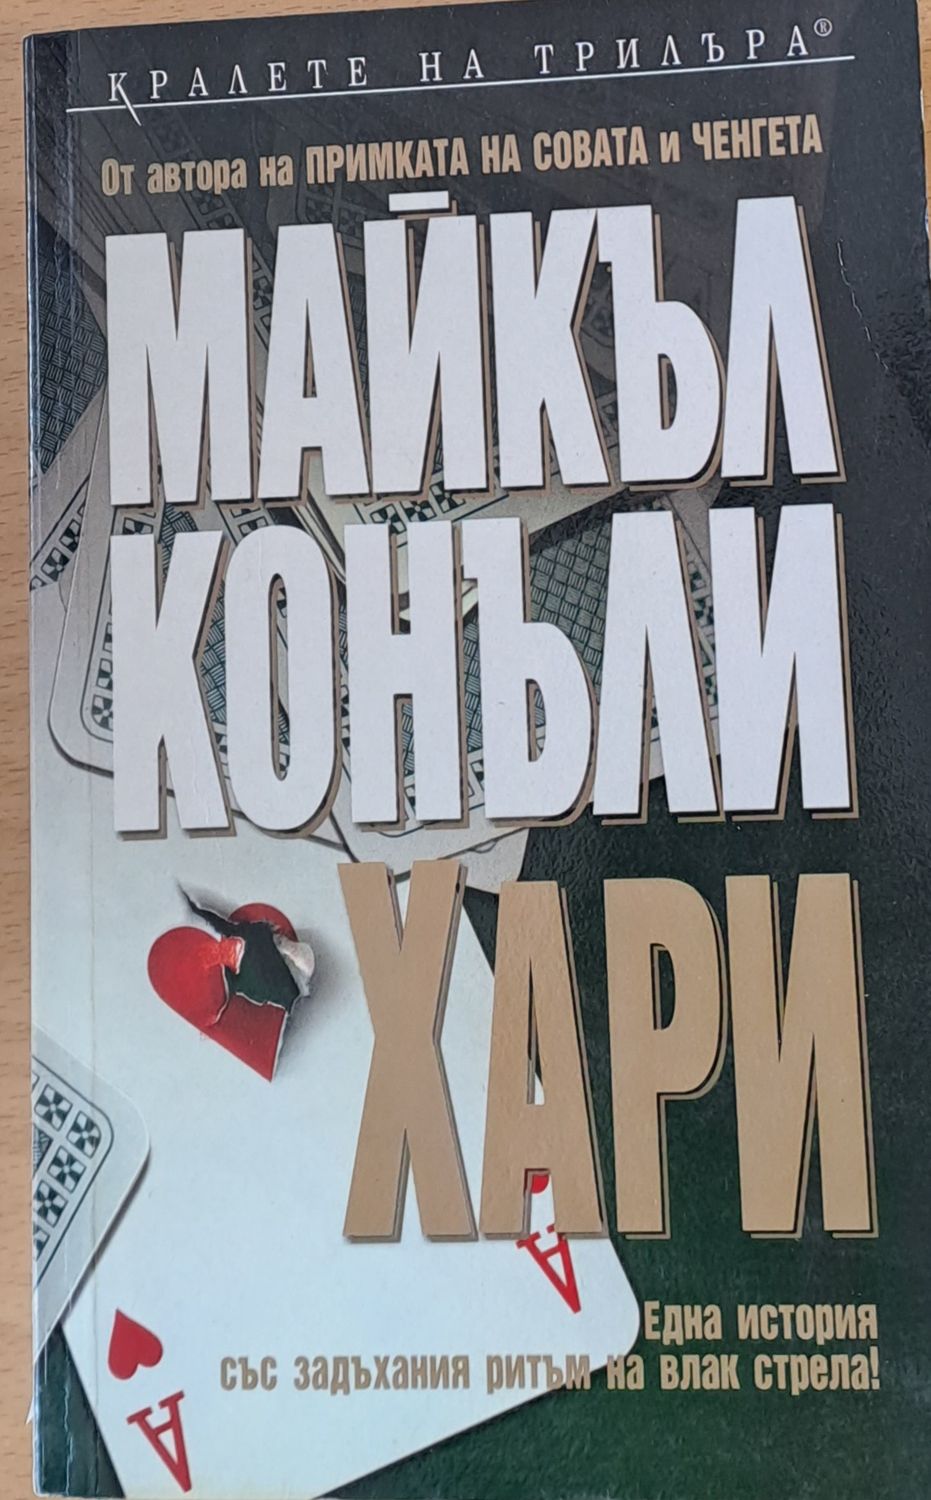 КРАЛЕТЕ НА ТРИЛЪРА®
От автора на ПРИМКАТА НА СОВАТА и ЧЕНГЕТА
МАЙКЪЛ
КОНЪЛИ
ХАРИ
A
Една история
със задъхания ритъм на влак стрела!
A